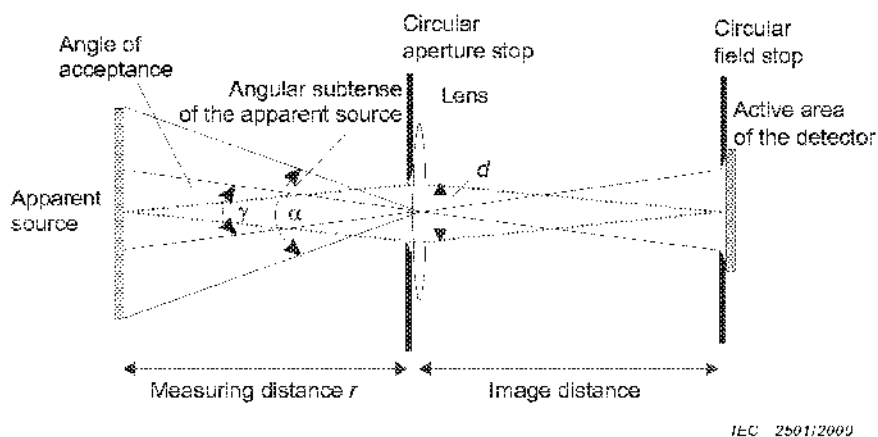 Circular
aperture stop
Circular
field stop
Angle of
acceptance
Angular subtense
of the apparent source
Lens
Active area
of the detector
d
Apparent
source
γ
α
Measuring distance r
Image distance
IEC 2501/2000